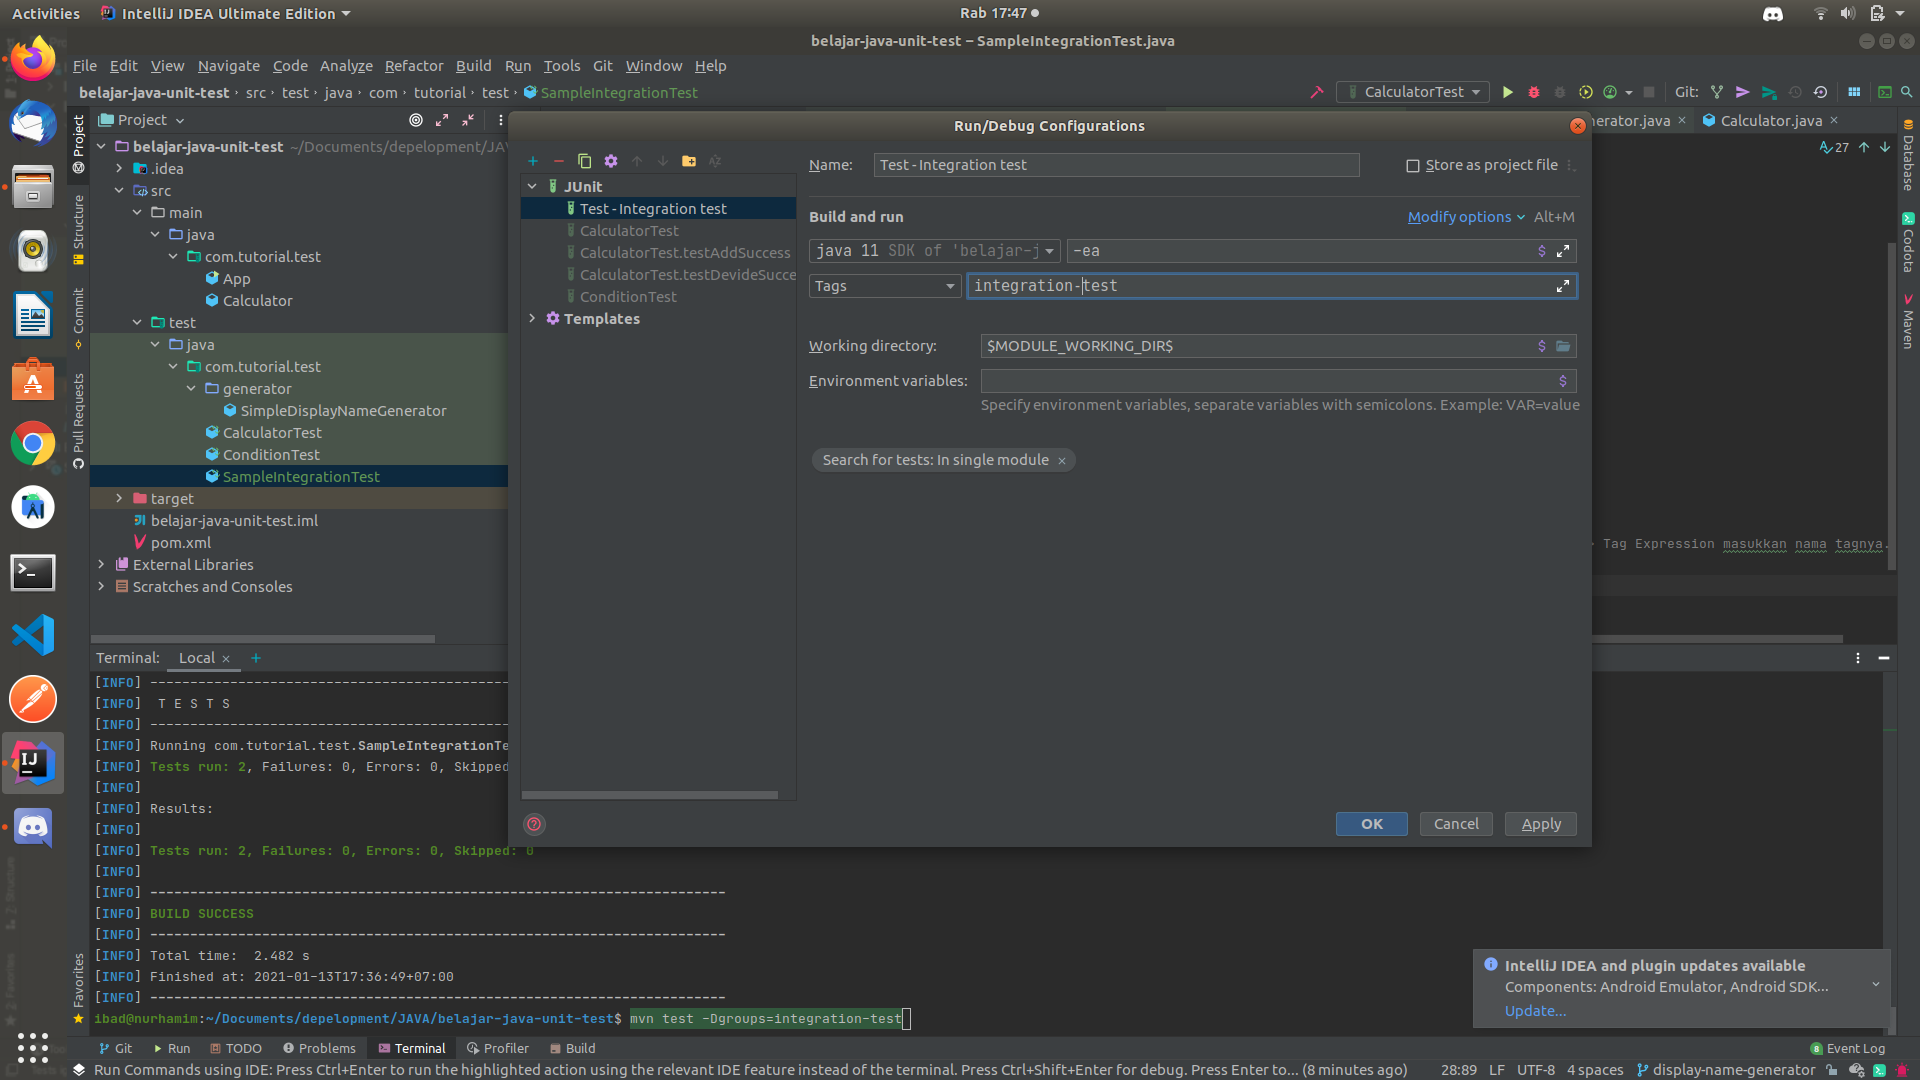 Activities
IntelliJ IDEA Ultimate Edition
Rab 17:47
belajar-java-unit-test – SampleIntegrationTest.java
File Edit View Navigate Code Analyze Refactor Build Run Tools Git Window Help
belajar-java-unit-test src test java com tutorial test SampleIntegrationTest
CalculatorTest
Git:
Project
nerator.java
Calculator.java
27
Run/Debug Configurations
Name: Test - Integration test
Store as project file
Build and run
Modify options Alt+M
java 11 SDK of 'belajar-j
-ea
Tags
integration-test
Working directory: $MODULE_WORKING_DIR$
Environment variables:
Specify environment variables, separate variables with semicolons. Example: VAR=value
Search for tests: In single module
OK
Cancel
Apply
JUnit
Test - Integration test
CalculatorTest
CalculatorTest.testAddSuccess
CalculatorTest.testDevideSucce
ConditionTest
Templates
belajar-java-unit-test ~/Documents/depelopment/JAV
.idea
src
main
java
com.tutorial.test
App
Calculator
test
java
com.tutorial.test
generator
SimpleDisplayNameGenerator
CalculatorTest
ConditionTest
SampleIntegrationTest
target
belajar-java-unit-test.iml
pom.xml
External Libraries
Scratches and Consoles
Project
Structure
Commit
Pull Requests
Favorites
Database
Codota
Maven
Tag Expression masukkan nama tagnya.
Terminal: Local
[INFO] ------------------------------------------------------------------------
[INFO]  T E S T S
[INFO] ------------------------------------------------------------------------
[INFO] Running com.tutorial.test.SampleIntegrationTe
[INFO] Tests run: 2, Failures: 0, Errors: 0, Skipped
[INFO]
[INFO] Results:
[INFO]
[INFO] Tests run: 2, Failures: 0, Errors: 0, Skipped: 0
[INFO]
[INFO] ------------------------------------------------------------------------
[INFO] BUILD SUCCESS
[INFO] ------------------------------------------------------------------------
[INFO] Total time:  2.482 s
[INFO] Finished at: 2021-01-13T17:36:49+07:00
[INFO] ------------------------------------------------------------------------
ibad@nurhamim:~/Documents/depelopment/JAVA/belajar-java-unit-test$ mvn test -Dgroups=integration-test
IntelliJ IDEA and plugin updates available
Components: Android Emulator, Android SDK...
Update...
Git Run TODO Problems Terminal Profiler Build
8 Event Log
Run Commands using IDE: Press Ctrl+Enter to run the highlighted action using the relevant IDE feature instead of the terminal. Press Ctrl+Shift+Enter for debug. Press Enter to... (8 minutes ago)
28:89 LF UTF-8 4 spaces display-name-generator